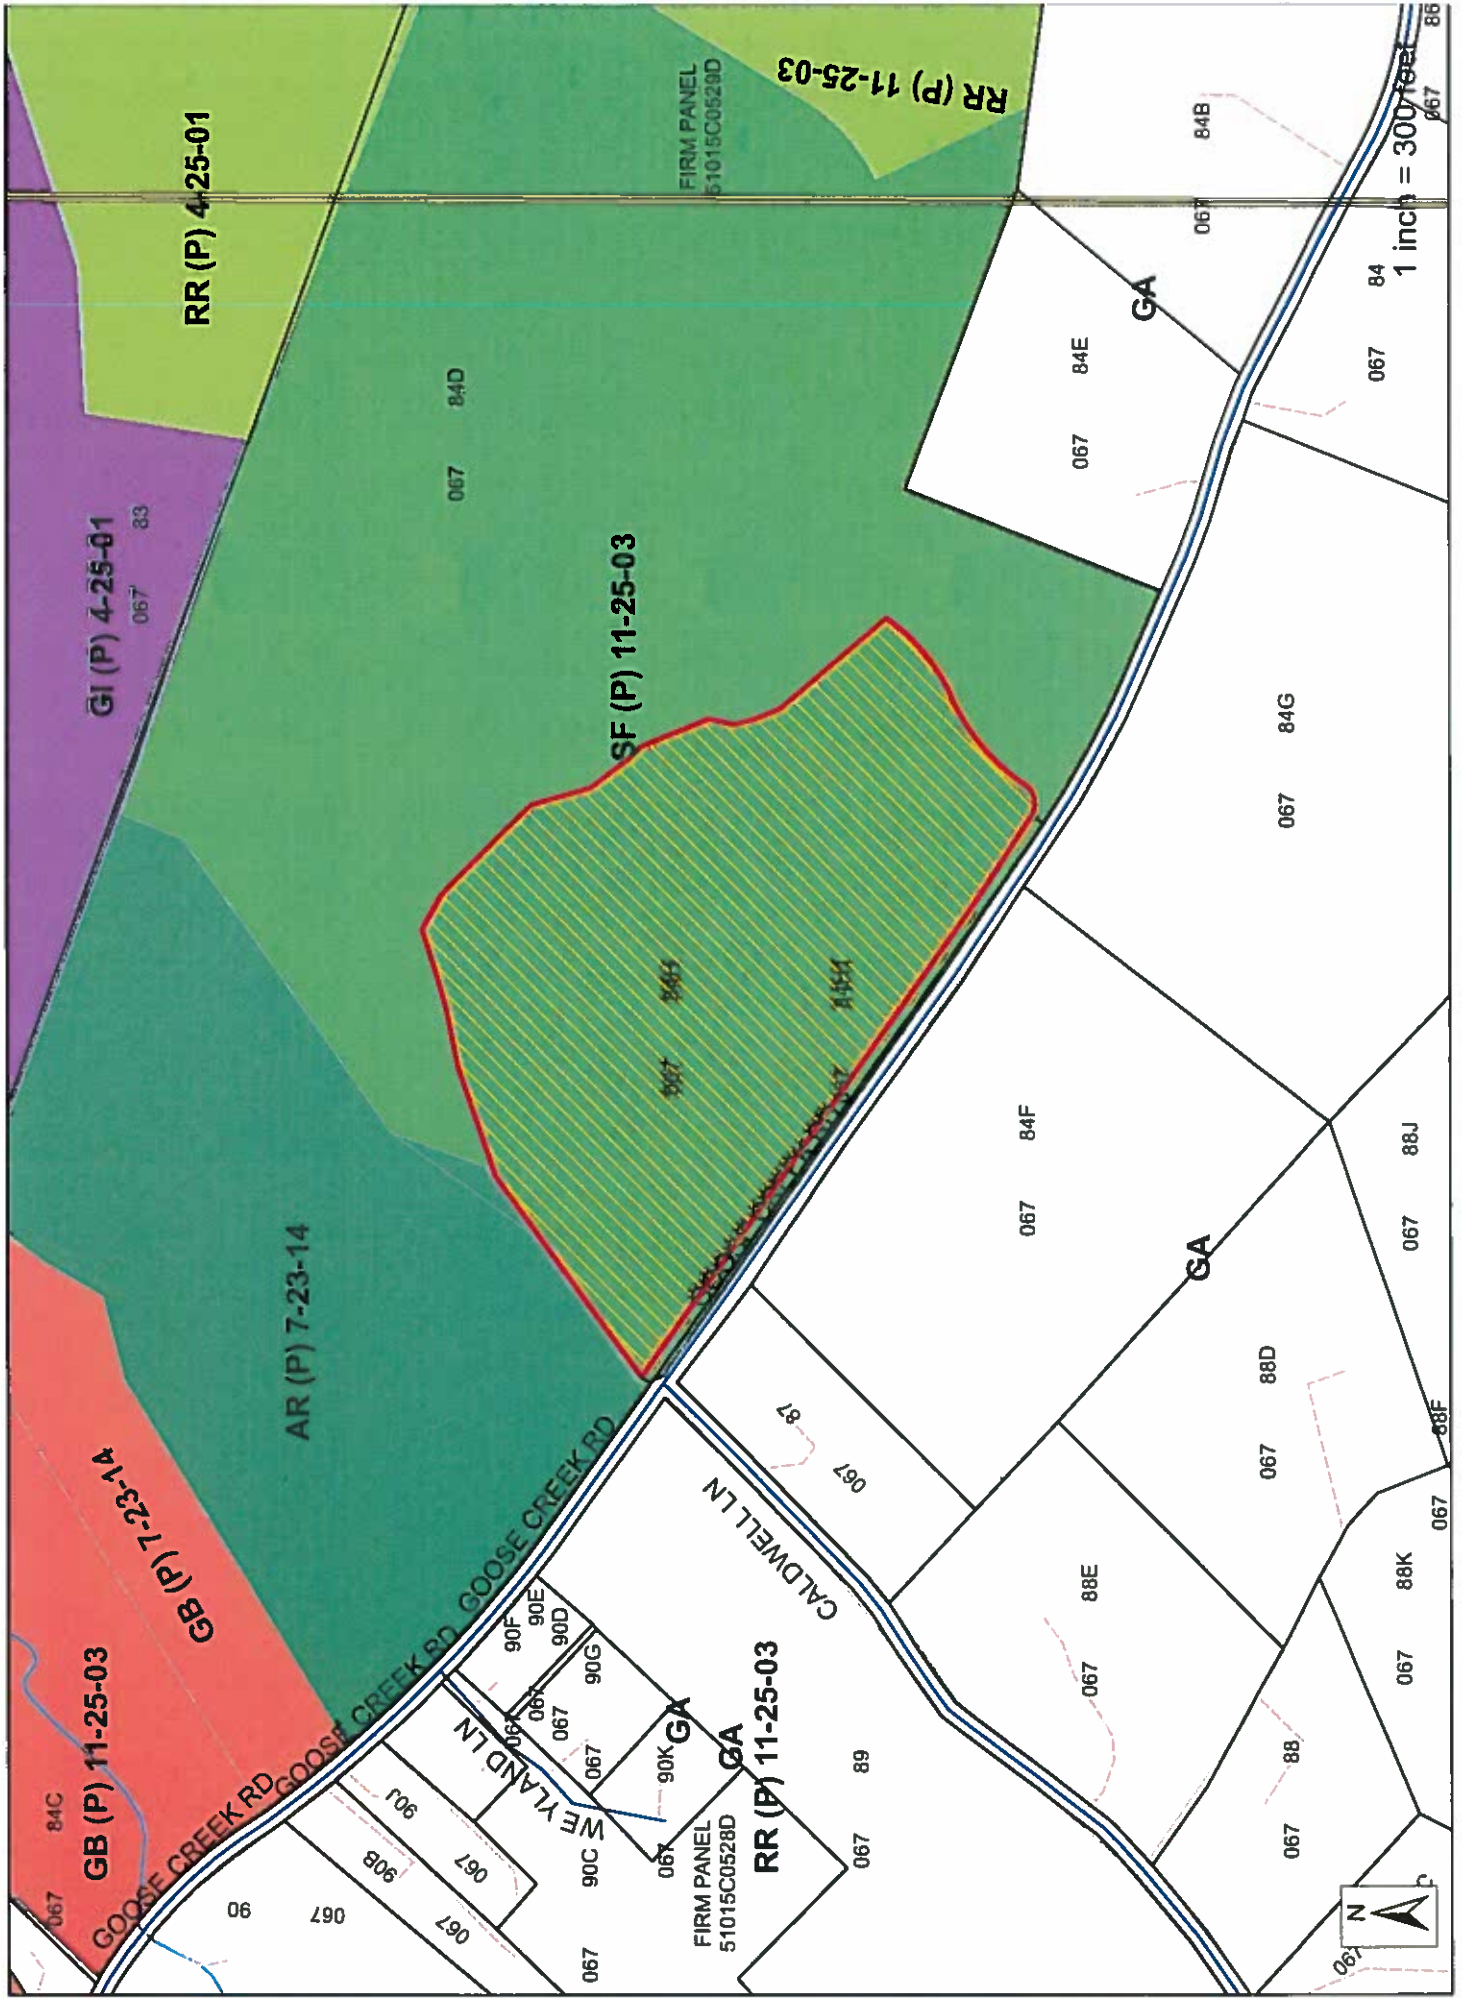 GI (P) 4-25-01
067
83
RR (P) 4-25-01
RR (P) 11-25-03
FIRM PANEL
51015C0529D
067
84D
SF (P) 11-25-03
AR (P) 7-23-14
GB (P) 7-23-14
GB (P) 11-25-03
067
84C
GOOSE CREEK RD
GOOSE CREEK RD
GOOSE CREEK RD
067
84E
GA
067
84B
067
84
067
86
1 inch = 300 feet
067
84G
067
84F
GA
067
88J
067
88D
88F
067
067
88K
067
88E
067
88
067
87
CALDWELL LN
WEYLAND LN
90F
90E
90D
90G
067
067
067
067
90K
GA
GA
RR (P) 11-25-03
067
89
FIRM PANEL
51015C0528D
067
067
90C
90J
067
90B
067
90
067
067
N